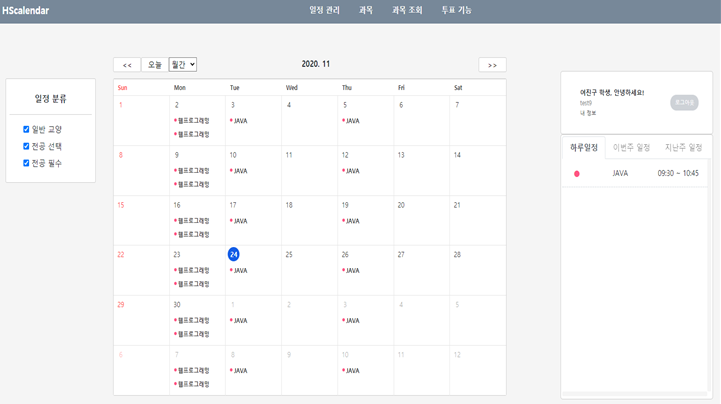 HScalendar
일정 관리 과목 과목 조회 투표 기능
<< 오늘 월간 2020. 11 >>
일정 분류
일반 교양
전공 선택
전공 필수
Sun Mon Tue Wed Thu Fri Sat
1 2 3 4 5 6 7
웹프로그래밍 JAVA JAVA
웹프로그래밍
8 9 10 11 12 13 14
웹프로그래밍 JAVA JAVA
웹프로그래밍
15 16 17 18 19 20 21
웹프로그래밍 JAVA JAVA
웹프로그래밍
22 23 24 25 26 27 28
웹프로그래밍 JAVA JAVA
웹프로그래밍
29 30 1 2 3 4 5
웹프로그래밍 JAVA JAVA
웹프로그래밍
6 7 8 9 10 11 12
웹프로그래밍 JAVA JAVA
웹프로그래밍
여진구 학생, 안녕하세요!
test9
로그아웃
내 정보
하루일정 이번주 일정 지난주 일정
JAVA 09:30 ~ 10:45